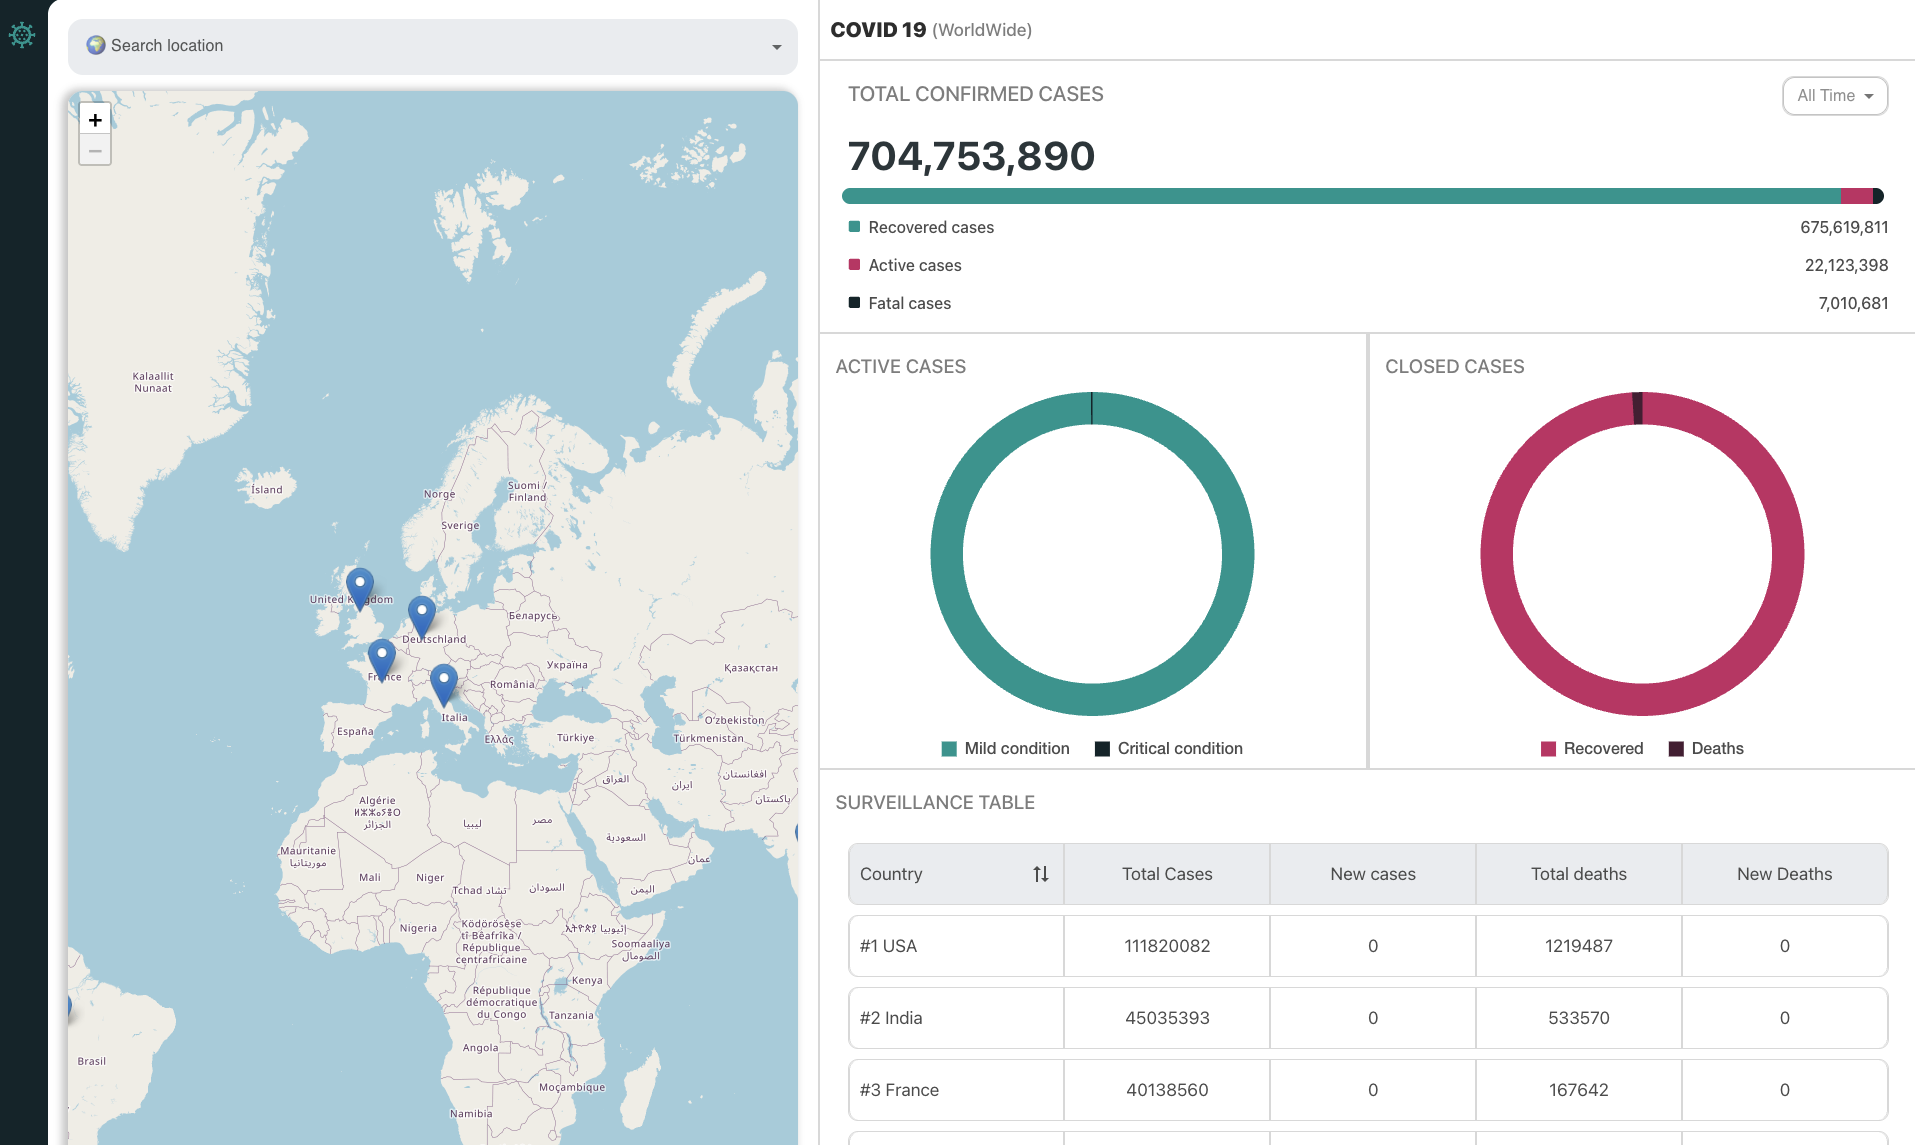 Search location
+
−
Kalaallit
Nunaat
Ísland
Norge
Suomi /
Finland
Sverige
United Kingdom
Беларусь
Deutschland
Україна
Қазақстан
France
România
Italia
O'zbekiston
España
Ελλάς
Türkiye
Türkmenistan
العراق
ايران
افغانستان
پاکستان
Algérie
ⵍⵣⵣⴰⵢⴻⵔ
الجزائر
ليبيا
مصر
السعودية
عمان
Mauritanie
موريتانيا
Mali
Niger
Tchad تشاد
السودان
اليمن
Nigeria
Ködörösêse
tî Bêafrîka /
République
centrafricaine
Soomaaliya
الصومال
Kenya
République
démocratique
du Congo
Tanzania
Angola
Brasil
Moçambique
Namibia
COVID 19 (WorldWide)
TOTAL CONFIRMED CASES
All Time
704,753,890
Recovered cases 675,619,811
Active cases 22,123,398
Fatal cases 7,010,681
ACTIVE CASES
Mild condition Critical condition
CLOSED CASES
Recovered Deaths
SURVEILLANCE TABLE
Country Total Cases New cases Total deaths New Deaths
#1 USA 111820082 0 1219487 0
#2 India 45035393 0 533570 0
#3 France 40138560 0 167642 0